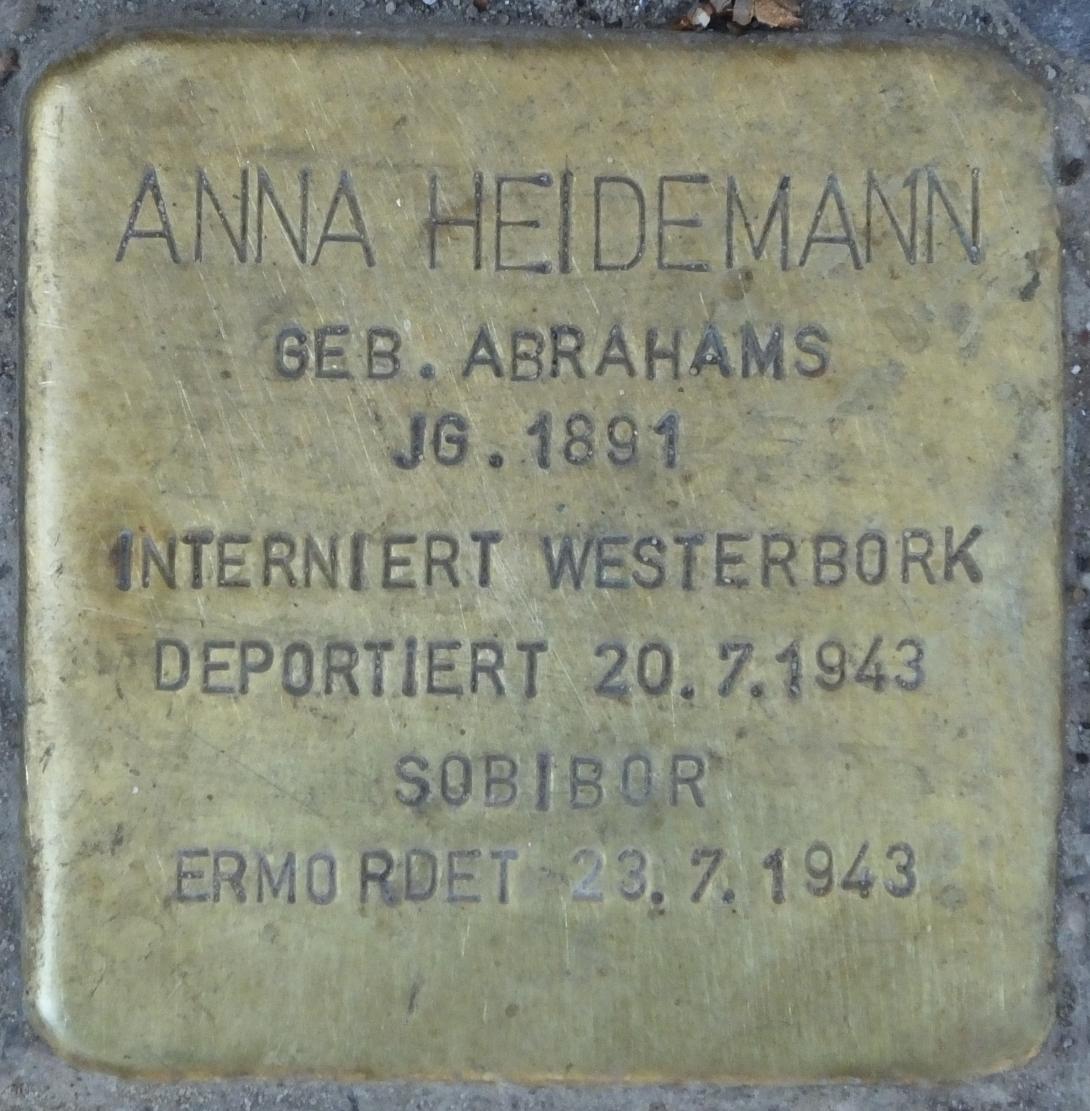 ANNA HEIDEMANN
GEB. ABRAHAMS
JG. 1891
INTERNIERT WESTERBORK
DEPORTIERT 20.7.1943
SOBIBOR
ERMORDET 23.7.1943